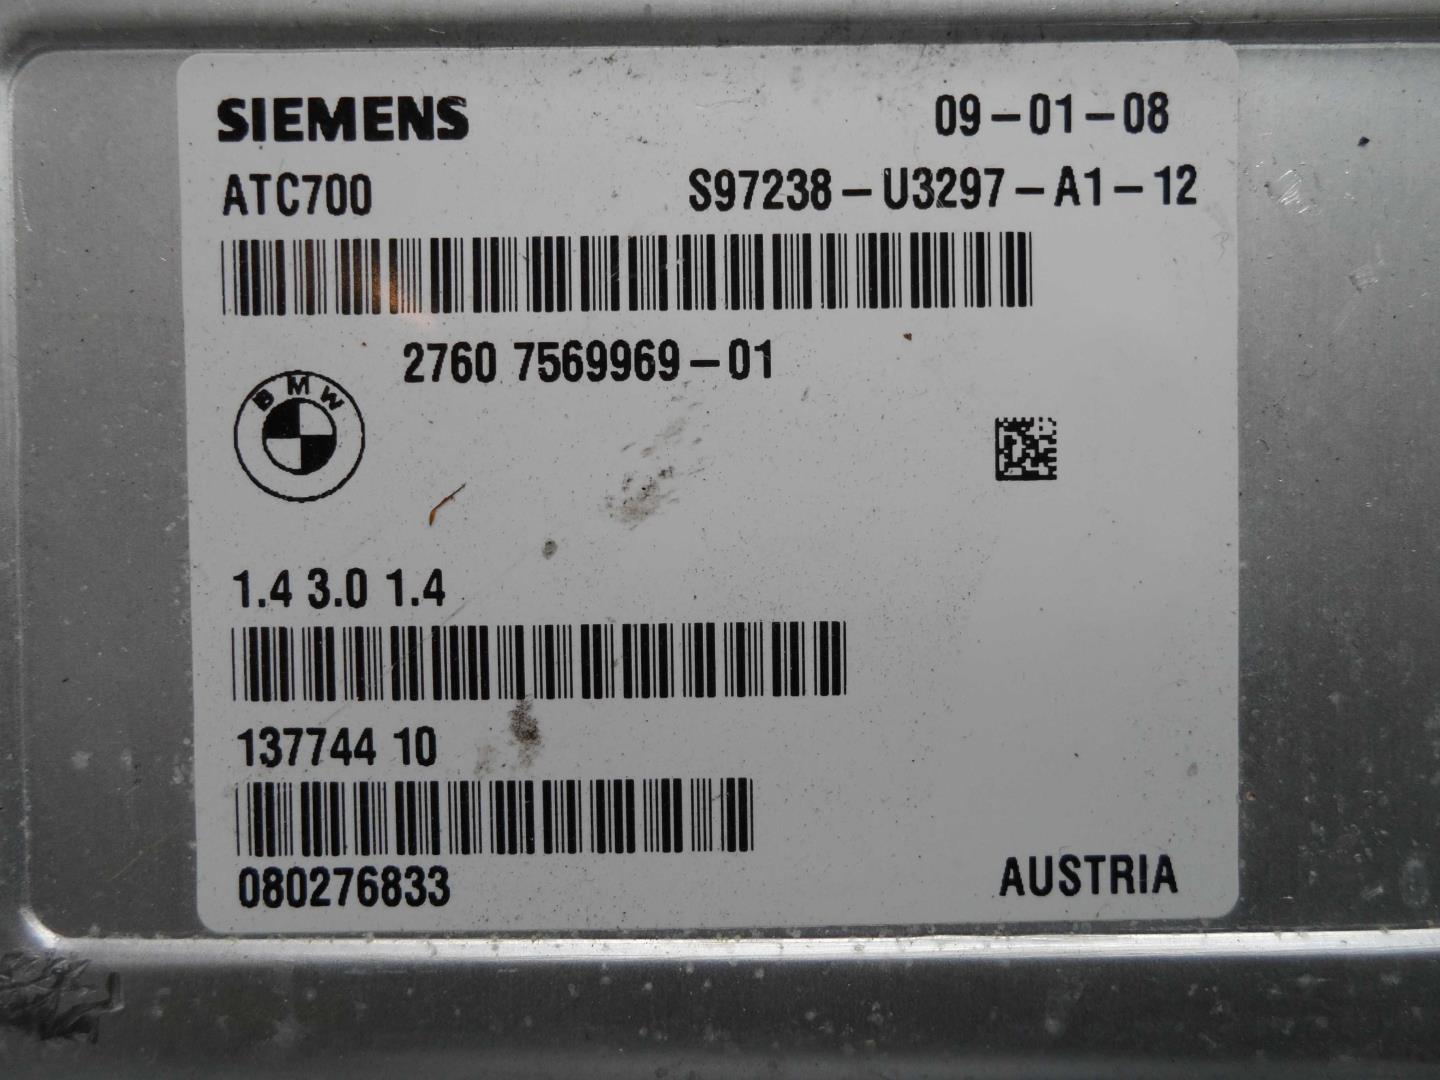 SIEMENS 09-01-08
ATC700 S97238-U3297-A1-12
2760 7569969-01
BMW
1.4 3.0 1.4
137744 10
080276833
AUSTRIA